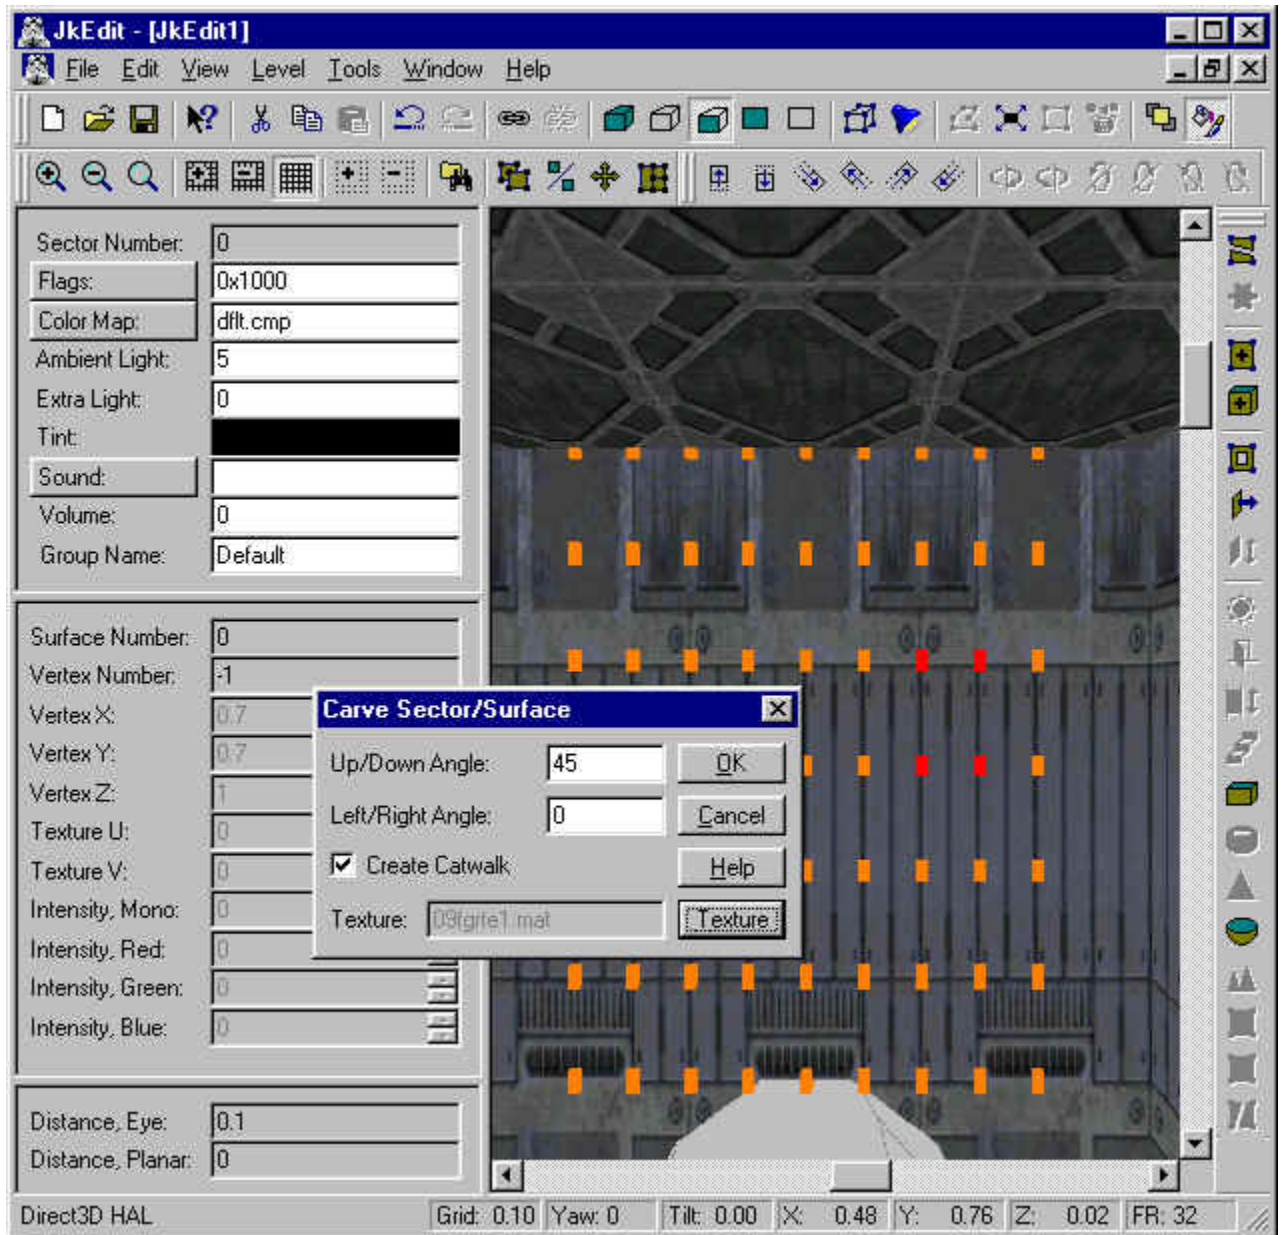 JkEdit - [JkEdit1]
File Edit View Level Tools Window Help
Sector Number: 0
Flags: 0x1000
Color Map: dflt.cmp
Ambient Light: 5
Extra Light: 0
Tint:
Sound:
Volume: 0
Group Name: Default
Surface Number: 0
Vertex Number: -1
Vertex X: 0.7
Vertex Y: 0.7
Vertex Z: 1
Texture U: 0
Texture V: 0
Intensity, Mono: 0
Intensity, Red: 0
Intensity, Green: 0
Intensity, Blue: 0
Distance, Eye: 0.1
Distance, Planar: 0
Carve Sector/Surface
Up/Down Angle: 45 OK
Left/Right Angle: 0 Cancel
Create Catwalk Help
Texture: Texture
Direct3D HAL Grid: 0.10 Yaw: 0 Tilt: 0.00 X: 0.48 Y: 0.76 Z: 0.02 FR: 32